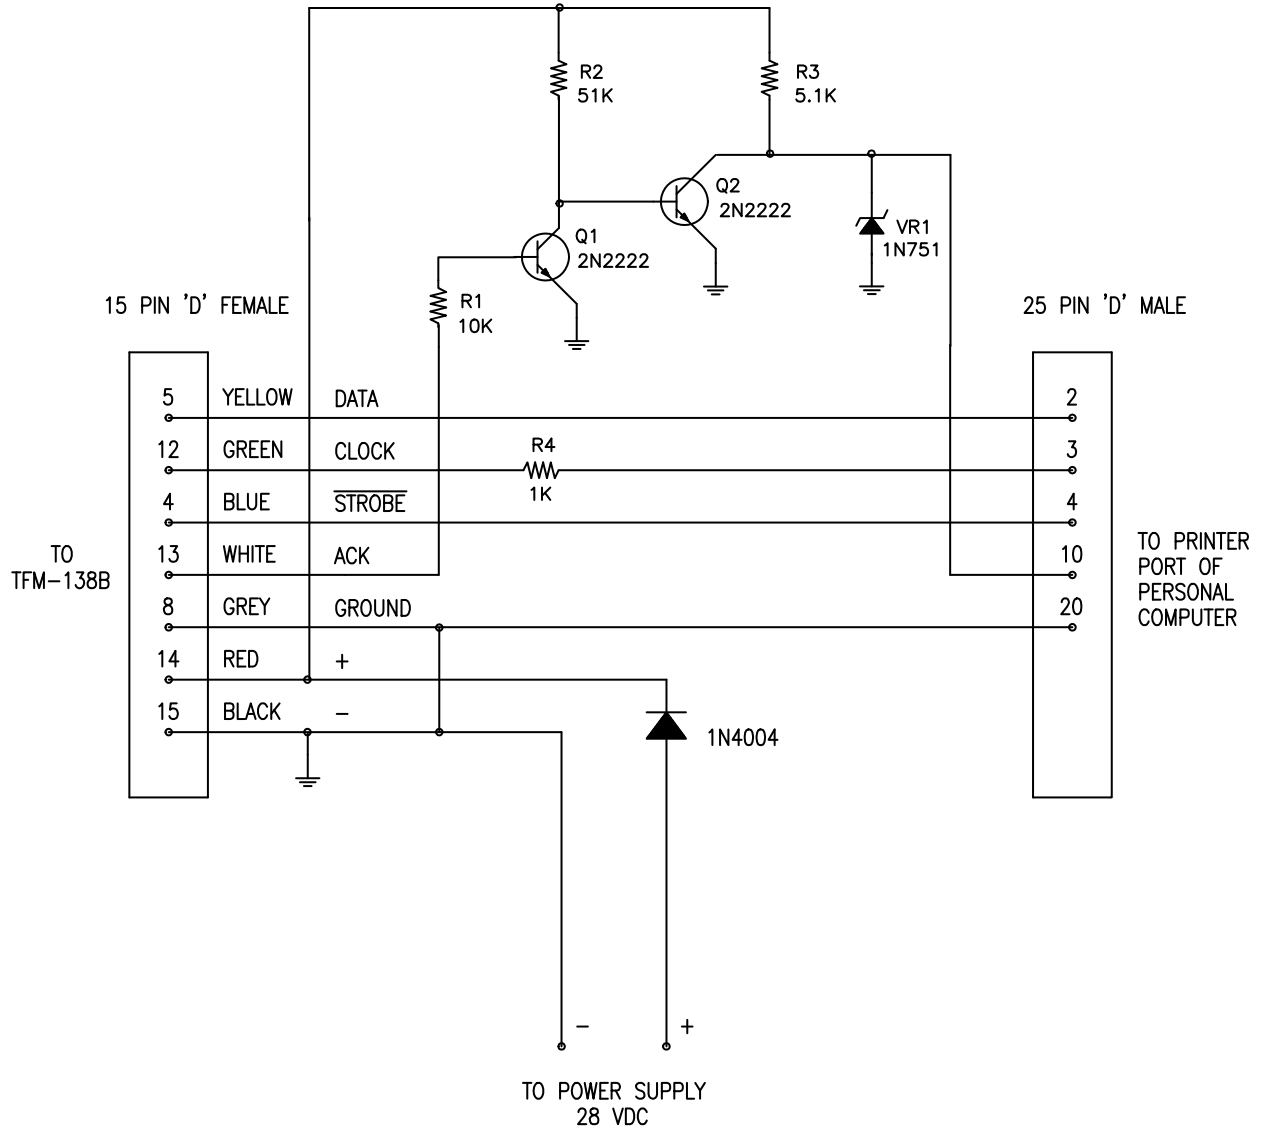 R2
51K
R3
5.1K
Q2
2N2222
Q1
2N2222
VR1
1N751
R1
10K
15 PIN 'D' FEMALE
25 PIN 'D' MALE
5 YELLOW DATA 2
12 GREEN CLOCK R4 3
1K
4 BLUE STROBE 4
13 WHITE ACK 10
8 GREY GROUND 20
14 RED +
15 BLACK -
TO
TFM-138B
TO PRINTER
PORT OF
PERSONAL
COMPUTER
1N4004
- +
TO POWER SUPPLY
28 VDC